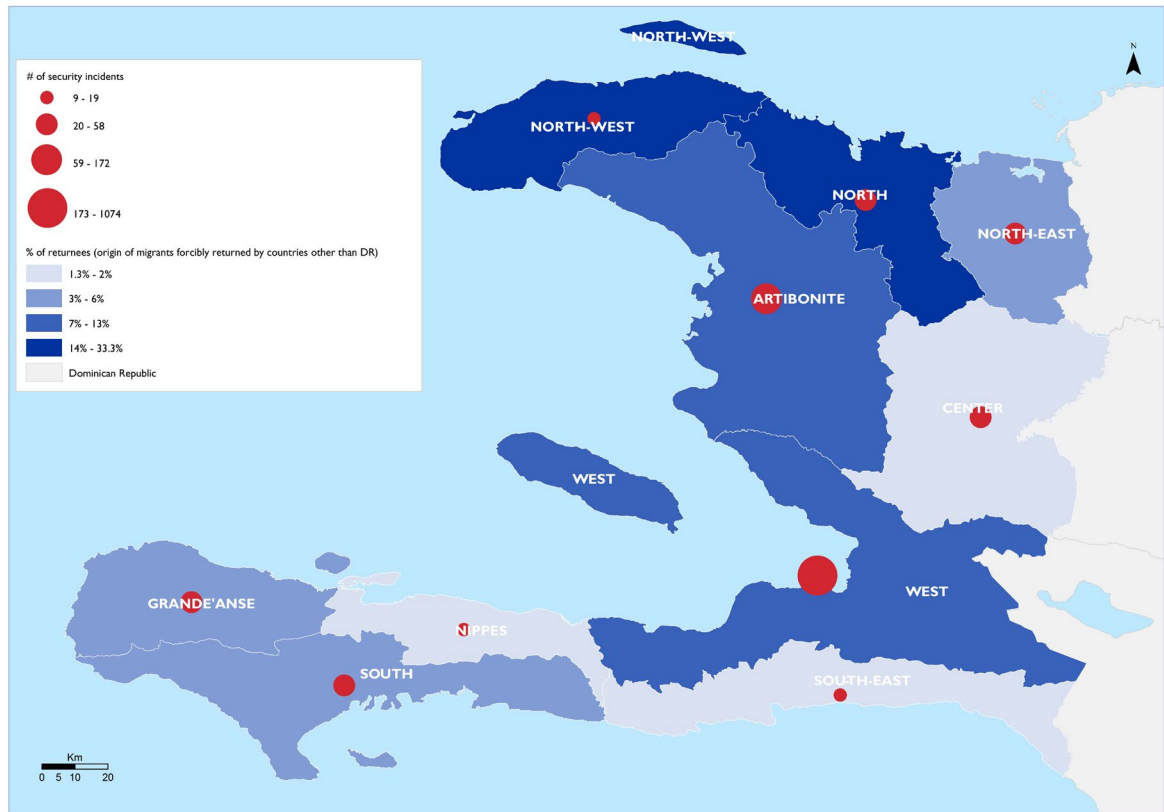 NORTH-WEST
N
# of security incidents
9 - 19
20 - 58
59 - 172
173 - 1074
% of returnees (origin of migrants forcibly returned by countries other than DR)
1.3% - 2%
3% - 6%
7% - 13%
14% - 33.3%
Dominican Republic
NORTH-WEST
NORTH
NORTH-EAST
ARTIBONITE
CENTER
WEST
WEST
GRANDE'ANSE
NIPPES
SOUTH
SOUTH-EAST
Km
0 5 10 20